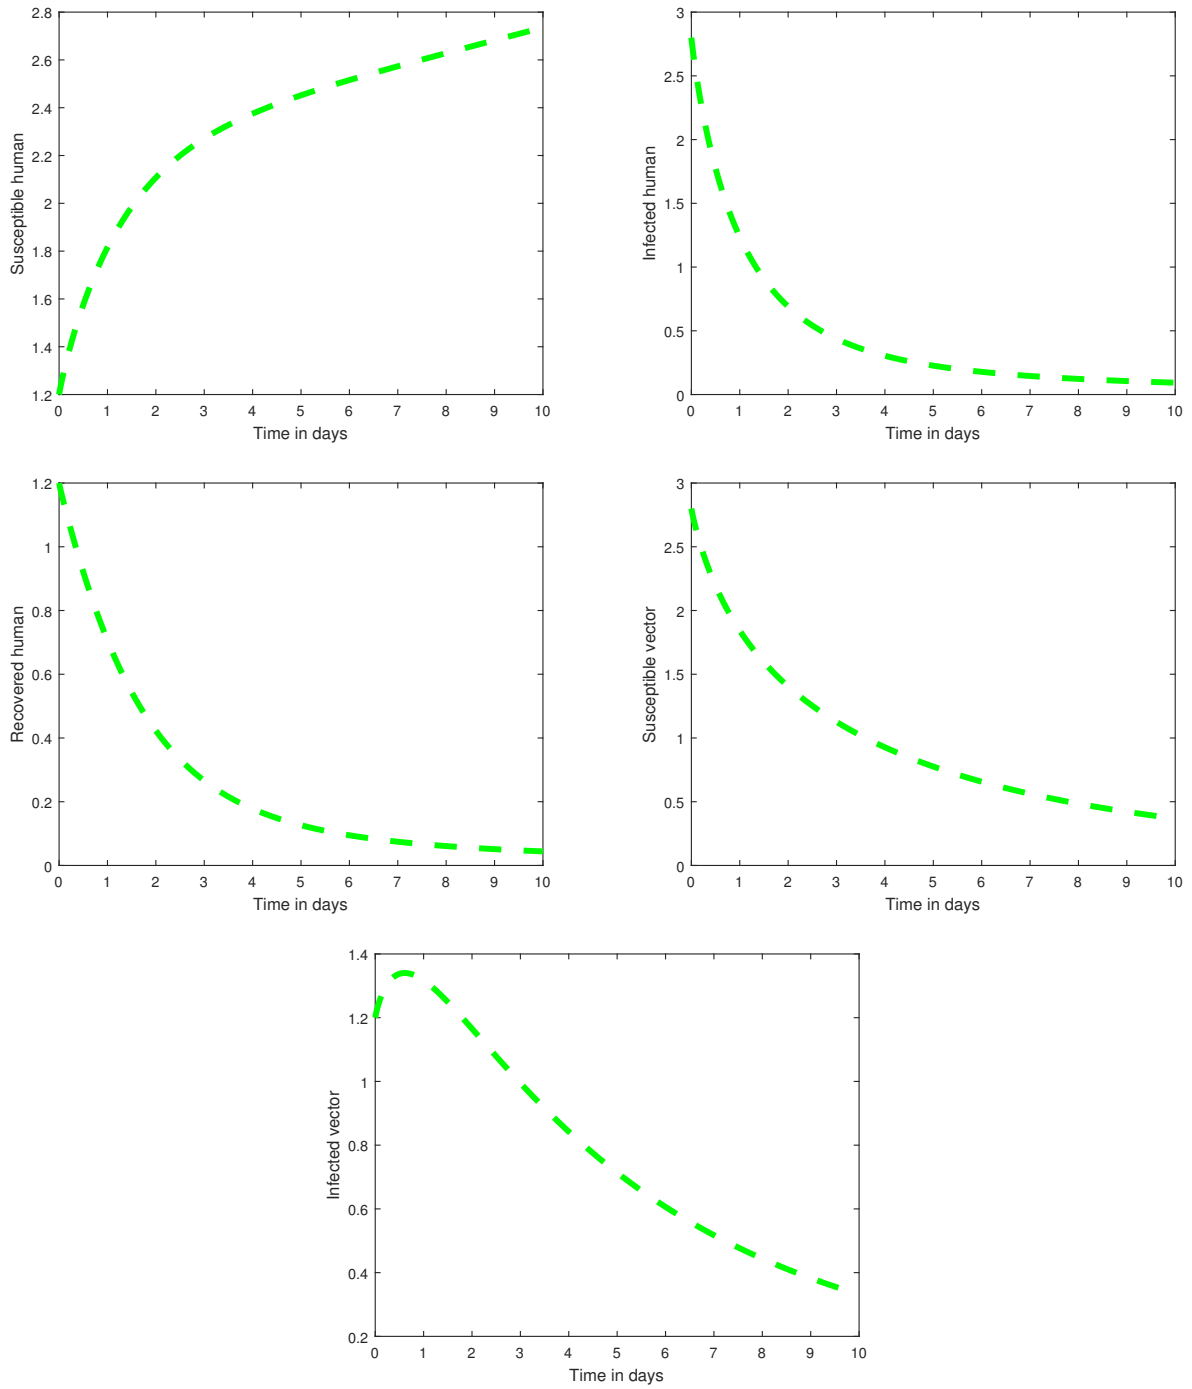 2.8
2.6
2.4
2.2
2
1.8
1.6
1.4
1.2
Susceptible human
0 1 2 3 4 5 6 7 8 9 10
Time in days
3
2.5
2
1.5
1
0.5
0
Infected human
0 1 2 3 4 5 6 7 8 9 10
Time in days
1.2
1
0.8
0.6
0.4
0.2
0
Recovered human
0 1 2 3 4 5 6 7 8 9 10
Time in days
3
2.5
2
1.5
1
0.5
0
Susceptible vector
0 1 2 3 4 5 6 7 8 9 10
Time in days
1.4
1.2
1
0.8
0.6
0.4
0.2
Infected vector
0 1 2 3 4 5 6 7 8 9 10
Time in days